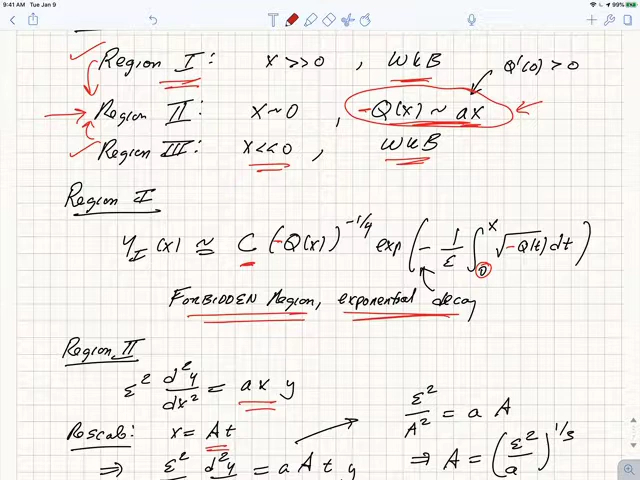 9:41 AM Tue Jan 9
99%
Region I: x >> 0 , WKB Q'(0) > 0
Region II: x ~ 0 , -Q(x) ~ ax
Region III: x << 0 , WKB
Region I
y_I (x) ≅ C (-Q(x))^{-1/4} exp(- 1/ε ∫_0^x √(-Q(t)) dt)
FORBIDDEN Region, exponential decay
Region II
ε² d²y/dx² = ax y
ε²/A² = a A
Rescale: x = At
⇒ A = (ε²/a)^{1/3}
⇒ ε² d²y = a A t y